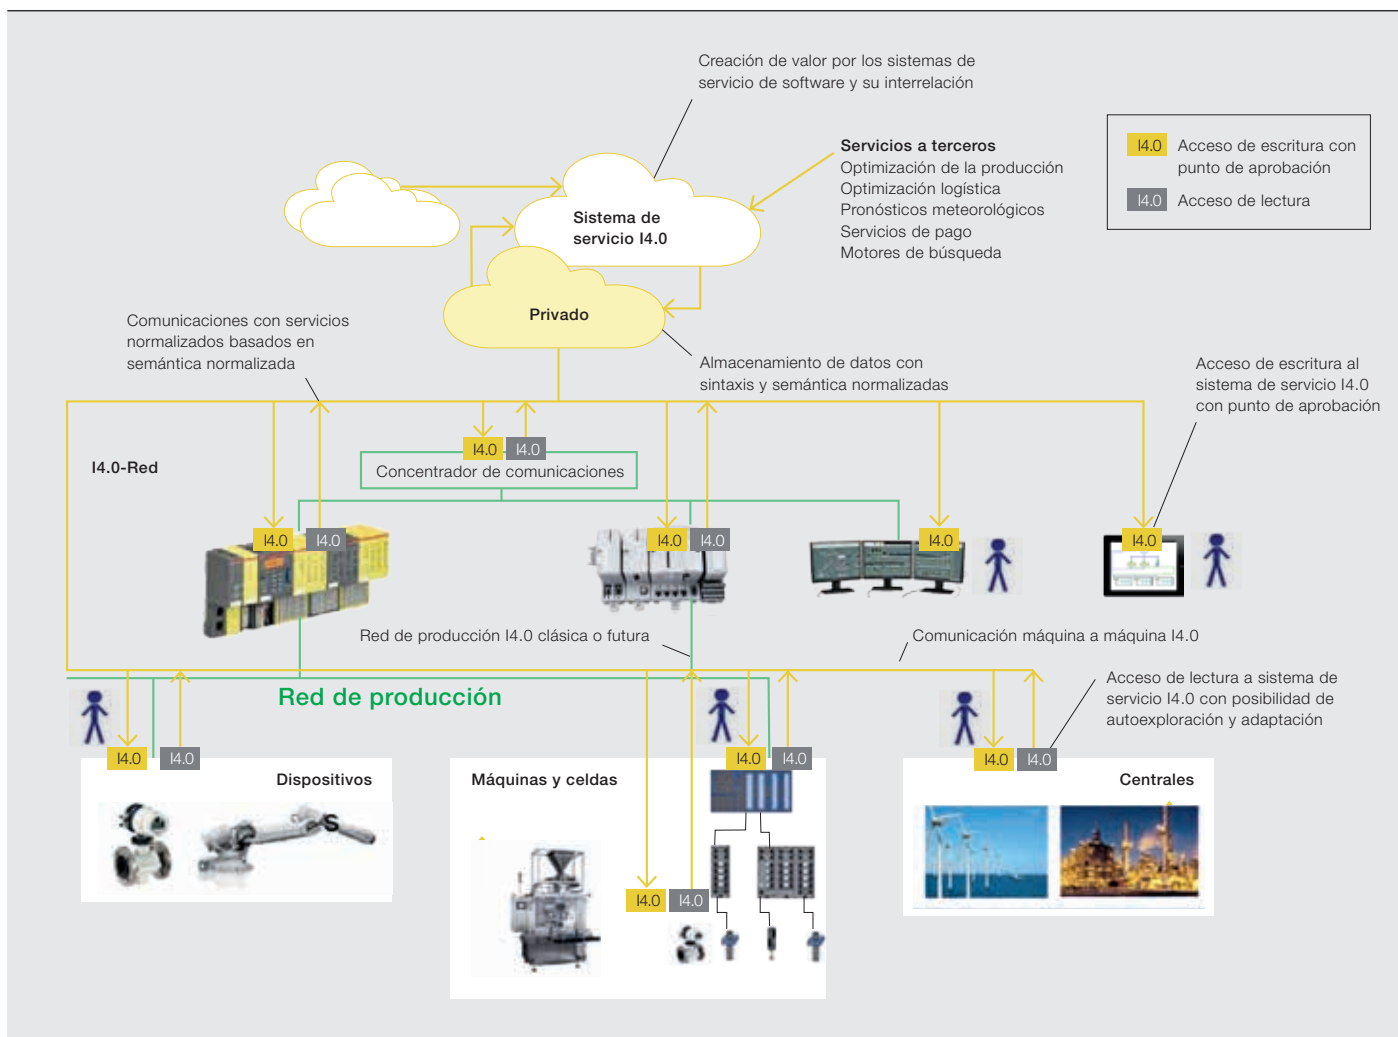 Creación de valor por los sistemas de
servicio de software y su interrelación
Servicios a terceros
Optimización de la producción
Optimización logística
Pronósticos meteorológicos
Servicios de pago
Motores de búsqueda
I4.0 Acceso de escritura con
punto de aprobación
I4.0 Acceso de lectura
Sistema de
servicio I4.0
Privado
Comunicaciones con servicios
normalizados basados en
semántica normalizada
Almacenamiento de datos con
sintaxis y semántica normalizadas
Acceso de escritura al
sistema de servicio I4.0
con punto de aprobación
I4.0-Red
I4.0 I4.0
Concentrador de comunicaciones
I4.0 I4.0
I4.0 I4.0
I4.0
I4.0
Red de producción I4.0 clásica o futura
Comunicación máquina a máquina I4.0
Red de producción
Acceso de lectura a sistema de
servicio I4.0 con posibilidad de
autoexploración y adaptación
I4.0 I4.0
I4.0 I4.0
I4.0 I4.0
Dispositivos
Máquinas y celdas
Centrales
S
I4.0 I4.0